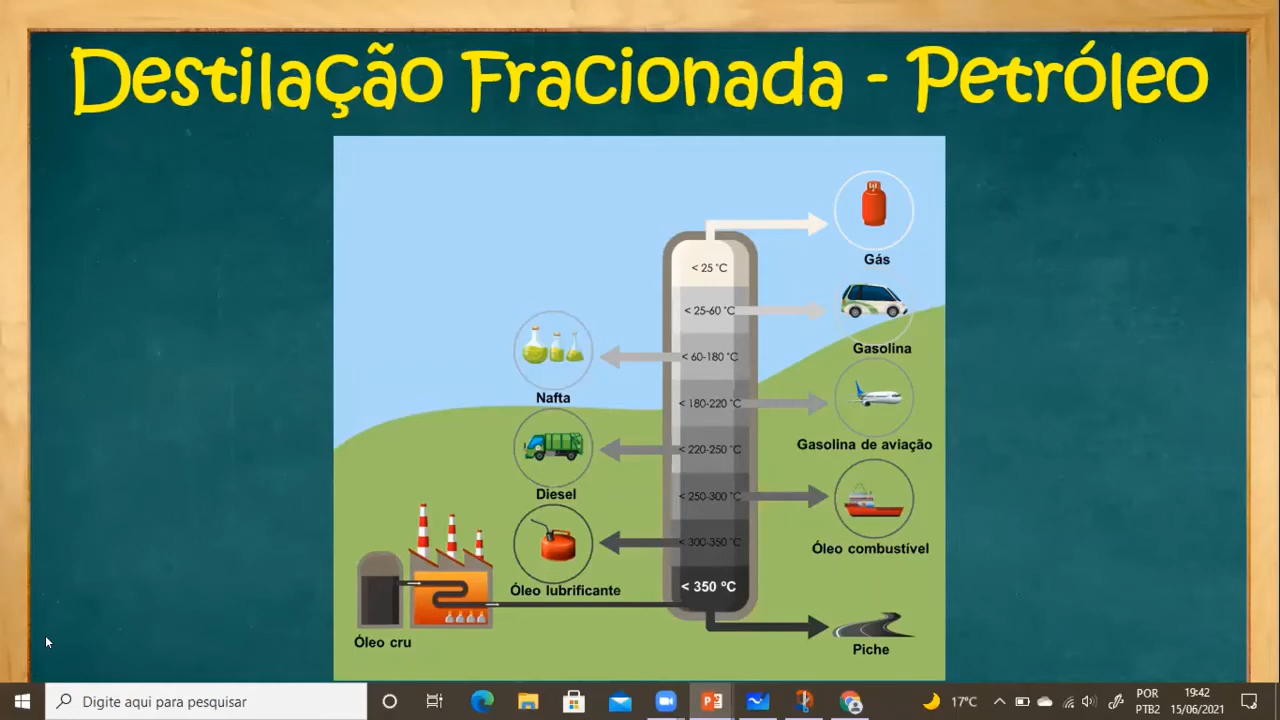 Destilação Fracionada - Petróleo
Gás
< 25 °C
< 25-60 °C
Gasolina
< 60-180 °C
Nafta
< 180-220 °C
Gasolina de aviação
< 220-250 °C
Diesel
< 250-300 °C
Óleo combustível
< 300-350 °C
Óleo lubrificante
< 350 °C
Óleo cru
Piche
Digite aqui para pesquisar
17°C
POR
PTB2
19:42
15/06/2021